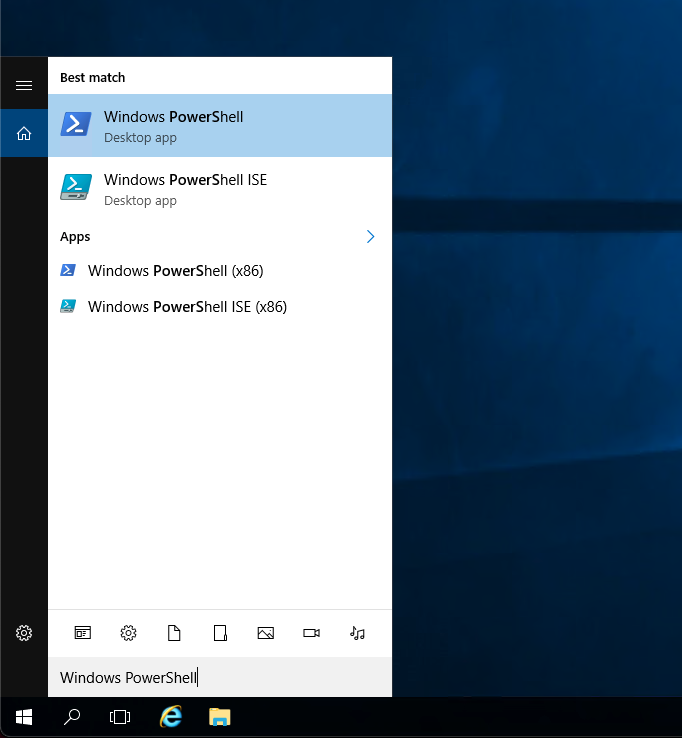 Best match
Windows PowerShell
Desktop app
Windows PowerShell ISE
Desktop app
Apps
Windows PowerShell (x86)
Windows PowerShell ISE (x86)
Windows PowerShell